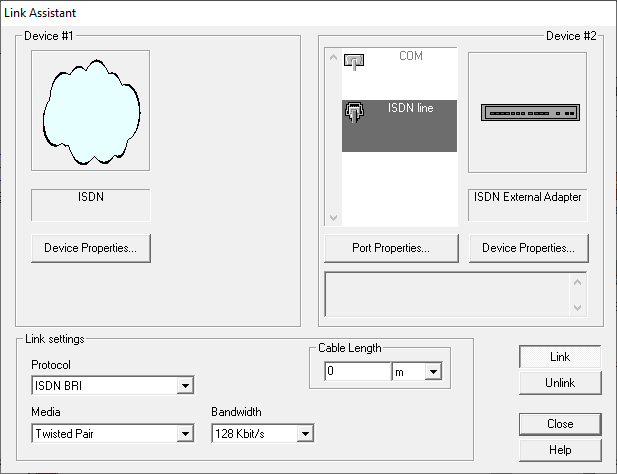 Link Assistant
Device #1
ISDN
Device Properties...
Device #2
COM
ISDN line
ISDN External Adapter
Port Properties...
Device Properties...
Link settings
Protocol
ISDN BRI
Cable Length
0
m
Media
Twisted Pair
Bandwidth
128 Kbit/s
Link
Unlink
Close
Help